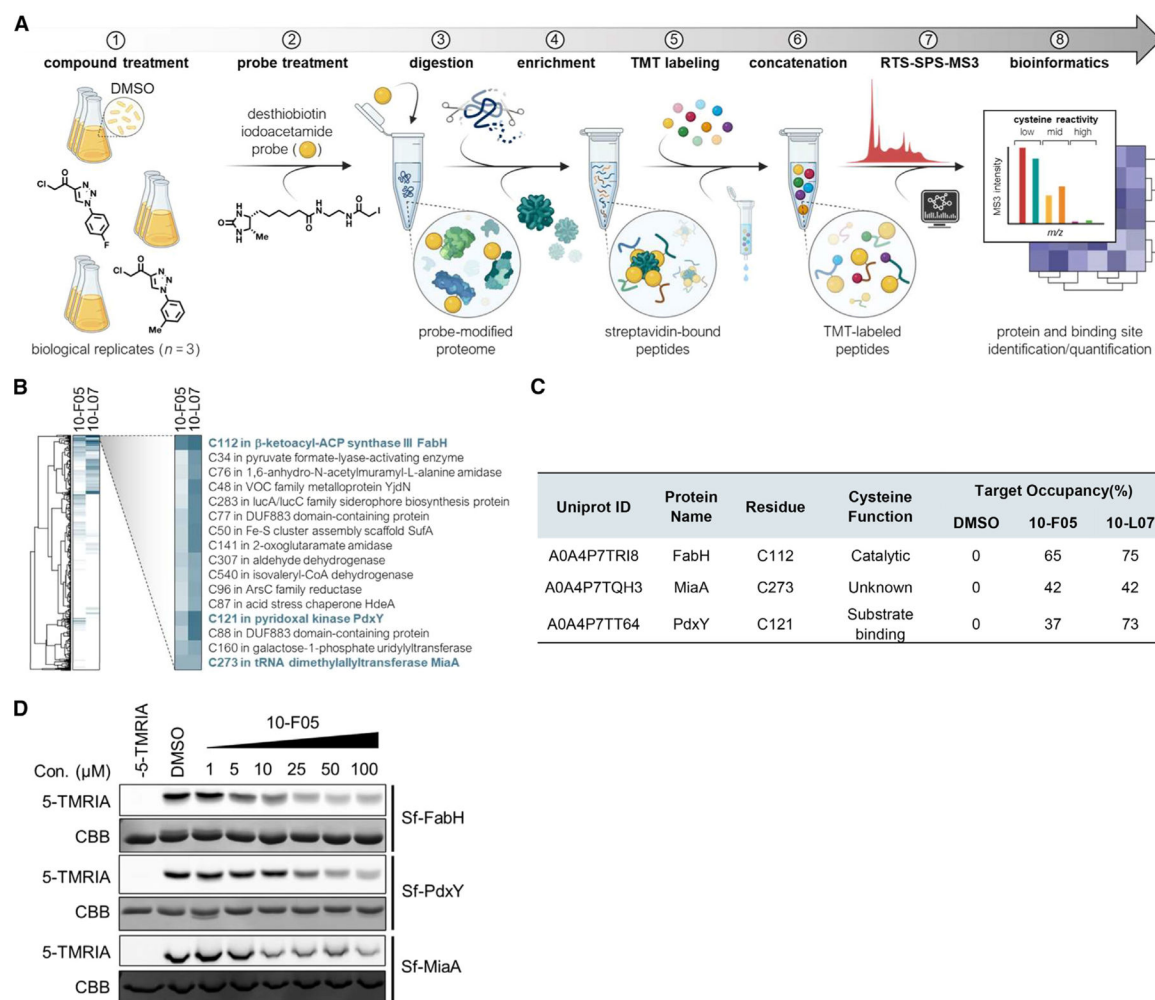 A
1 2 3 4 5 6 7 8
compound treatment probe treatment digestion enrichment TMT labeling concatenation RTS-SPS-MS3 bioinformatics
DMSO
desthiobiotin
iodoacetamide
probe ( )
Cl O N N N F
Cl O N N N Me
O HN NH Me O N H H N O I
cysteine reactivity
low mid high
MS3 intensity
m/z
biological replicates (n = 3)
probe-modified
proteome
streptavidin-bound
peptides
TMT-labeled
peptides
protein and binding site
identification/quantification
B
10-F05
10-L07
10-F05
10-L07
C112 in β-ketoacyl-ACP synthase III FabH
C34 in pyruvate formate-lyase-activating enzyme
C76 in 1,6-anhydro-N-acetylmuramyl-L-alanine amidase
C48 in VOC family metalloprotein YjdN
C283 in IucA/IucC family siderophore biosynthesis protein
C77 in DUF883 domain-containing protein
C50 in Fe-S cluster assembly scaffold SufA
C141 in 2-oxoglutaramate amidase
C307 in aldehyde dehydrogenase
C540 in isovaleryl-CoA dehydrogenase
C96 in ArsC family reductase
C87 in acid stress chaperone HdeA
C121 in pyridoxal kinase PdxY
C88 in DUF883 domain-containing protein
C160 in galactose-1-phosphate uridylyltransferase
C273 in tRNA dimethylallyltransferase MiaA
C
Uniprot ID Protein Name Residue Cysteine Function Target Occupancy(%)
DMSO 10-F05 10-L07
A0A4P7TRI8 FabH C112 Catalytic 0 65 75
A0A4P7TQH3 MiaA C273 Unknown 0 42 42
A0A4P7TT64 PdxY C121 Substrate binding 0 37 73
D
-5-TMRIA
DMSO
10-F05
Con. (μM) 1 5 10 25 50 100
5-TMRIA
CBB
Sf-FabH
5-TMRIA
CBB
Sf-PdxY
5-TMRIA
CBB
Sf-MiaA